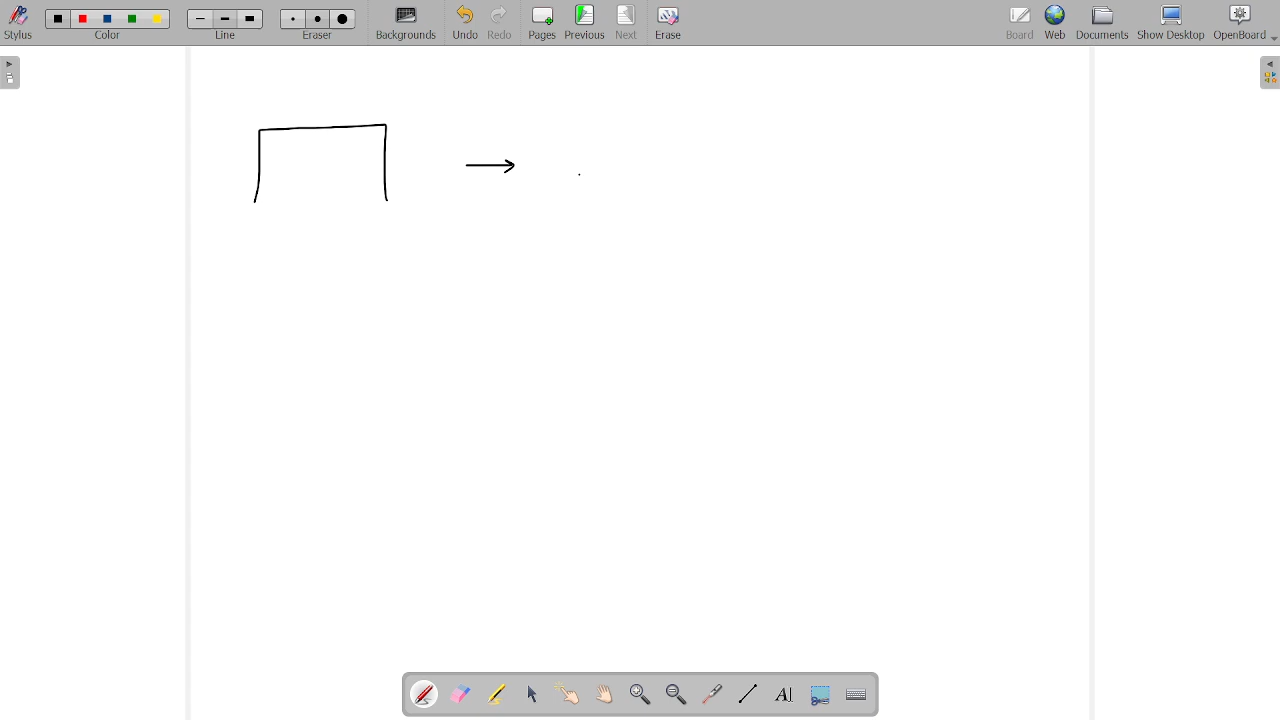 Stylus
Color
Line
Eraser
Backgrounds
Undo
Redo
Pages
Previous
Next
Erase
Board
Web
Documents
Show Desktop
OpenBoard